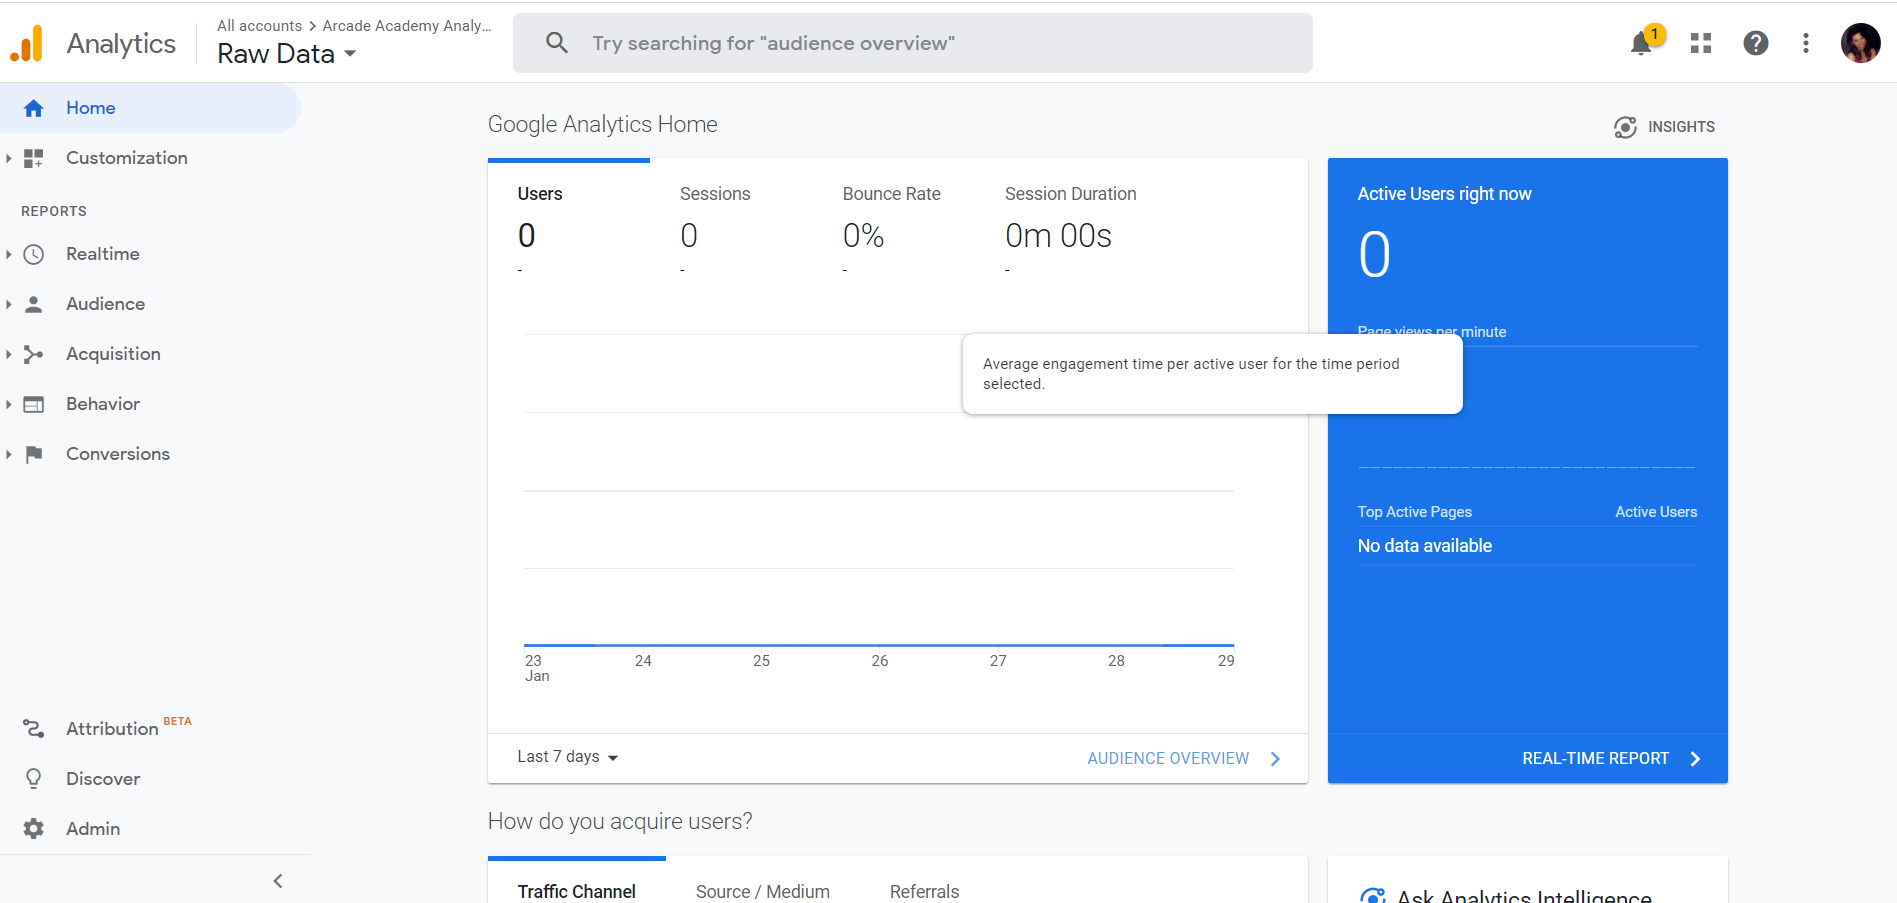 Analytics
All accounts > Arcade Academy Analy...
Raw Data
Try searching for "audience overview"
1
Home
Customization
REPORTS
Realtime
Audience
Acquisition
Behavior
Conversions
Attribution BETA
Discover
Admin
Google Analytics Home
INSIGHTS
Users
0
-
Sessions
0
-
Bounce Rate
0%
-
Session Duration
0m 00s
-
Average engagement time per active user for the time period
selected.
23 24 25 26 27 28 29
Jan
Last 7 days
AUDIENCE OVERVIEW
Active Users right now
0
Page views per minute
Top Active Pages Active Users
No data available
REAL-TIME REPORT
How do you acquire users?
Traffic Channel Source / Medium Referrals
Ask Analytics Intelligence